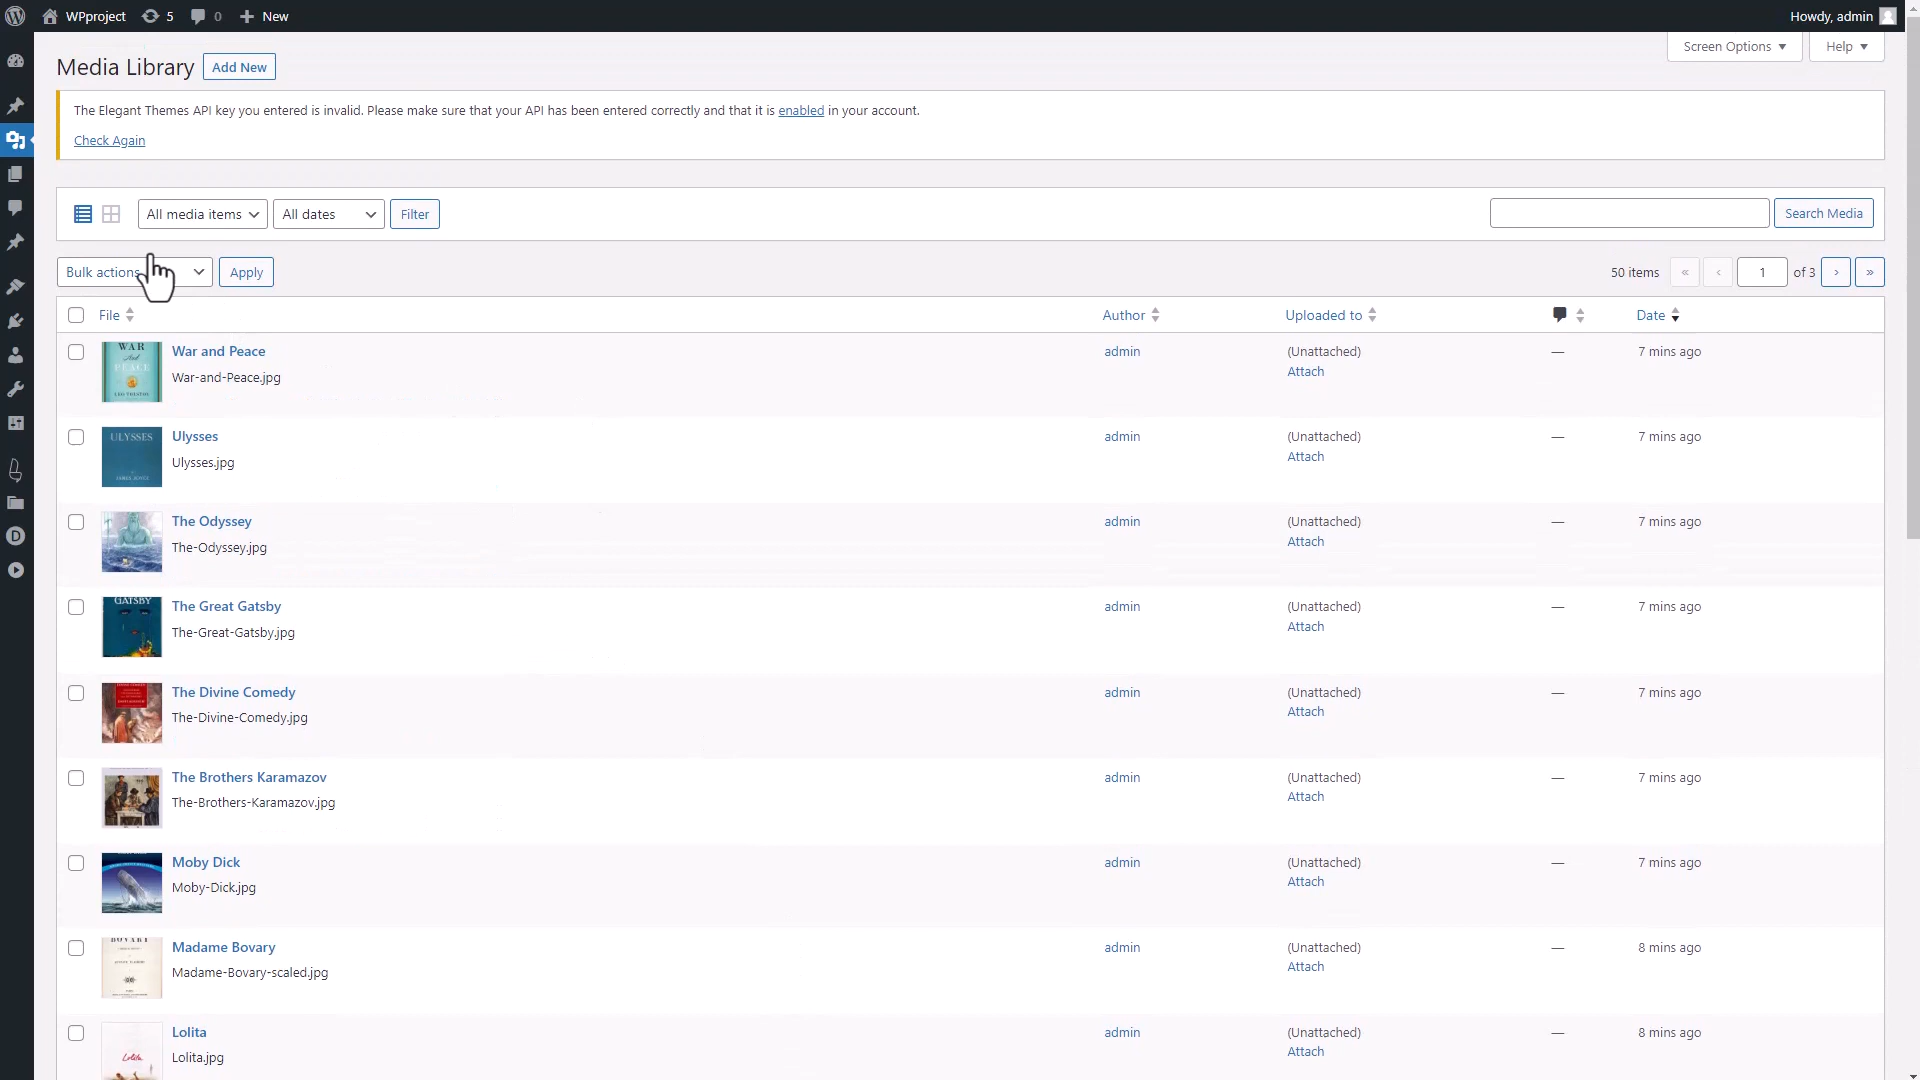 WPproject 5 0 New Howdy, admin
Screen Options Help
Media Library Add New
The Elegant Themes API key you entered is invalid. Please make sure that your API has been entered correctly and that it is enabled in your account.
Check Again
All media items All dates Filter Search Media
Bulk actions Apply 50 items « ‹ 1 of 3 › »
File Author Uploaded to Date
War and Peace admin (Unattached) — 7 mins ago
War-and-Peace.jpg Attach
WAR
And
PEACE
LEO TOLSTOY
Ulysses admin (Unattached) — 7 mins ago
Ulysses.jpg Attach
ULYSSES
JAMES JOYCE
The Odyssey admin (Unattached) — 7 mins ago
The-Odyssey.jpg Attach
The Great Gatsby admin (Unattached) — 7 mins ago
The-Great-Gatsby.jpg Attach
GATSBY
The Divine Comedy admin (Unattached) — 7 mins ago
The-Divine-Comedy.jpg Attach
The Brothers Karamazov admin (Unattached) — 7 mins ago
The-Brothers-Karamazov.jpg Attach
Moby Dick admin (Unattached) — 7 mins ago
Moby-Dick.jpg Attach
Madame Bovary admin (Unattached) — 8 mins ago
Madame-Bovary-scaled.jpg Attach
BOVARY
Lolita admin (Unattached) — 8 mins ago
Lolita.jpg Attach
Lolita